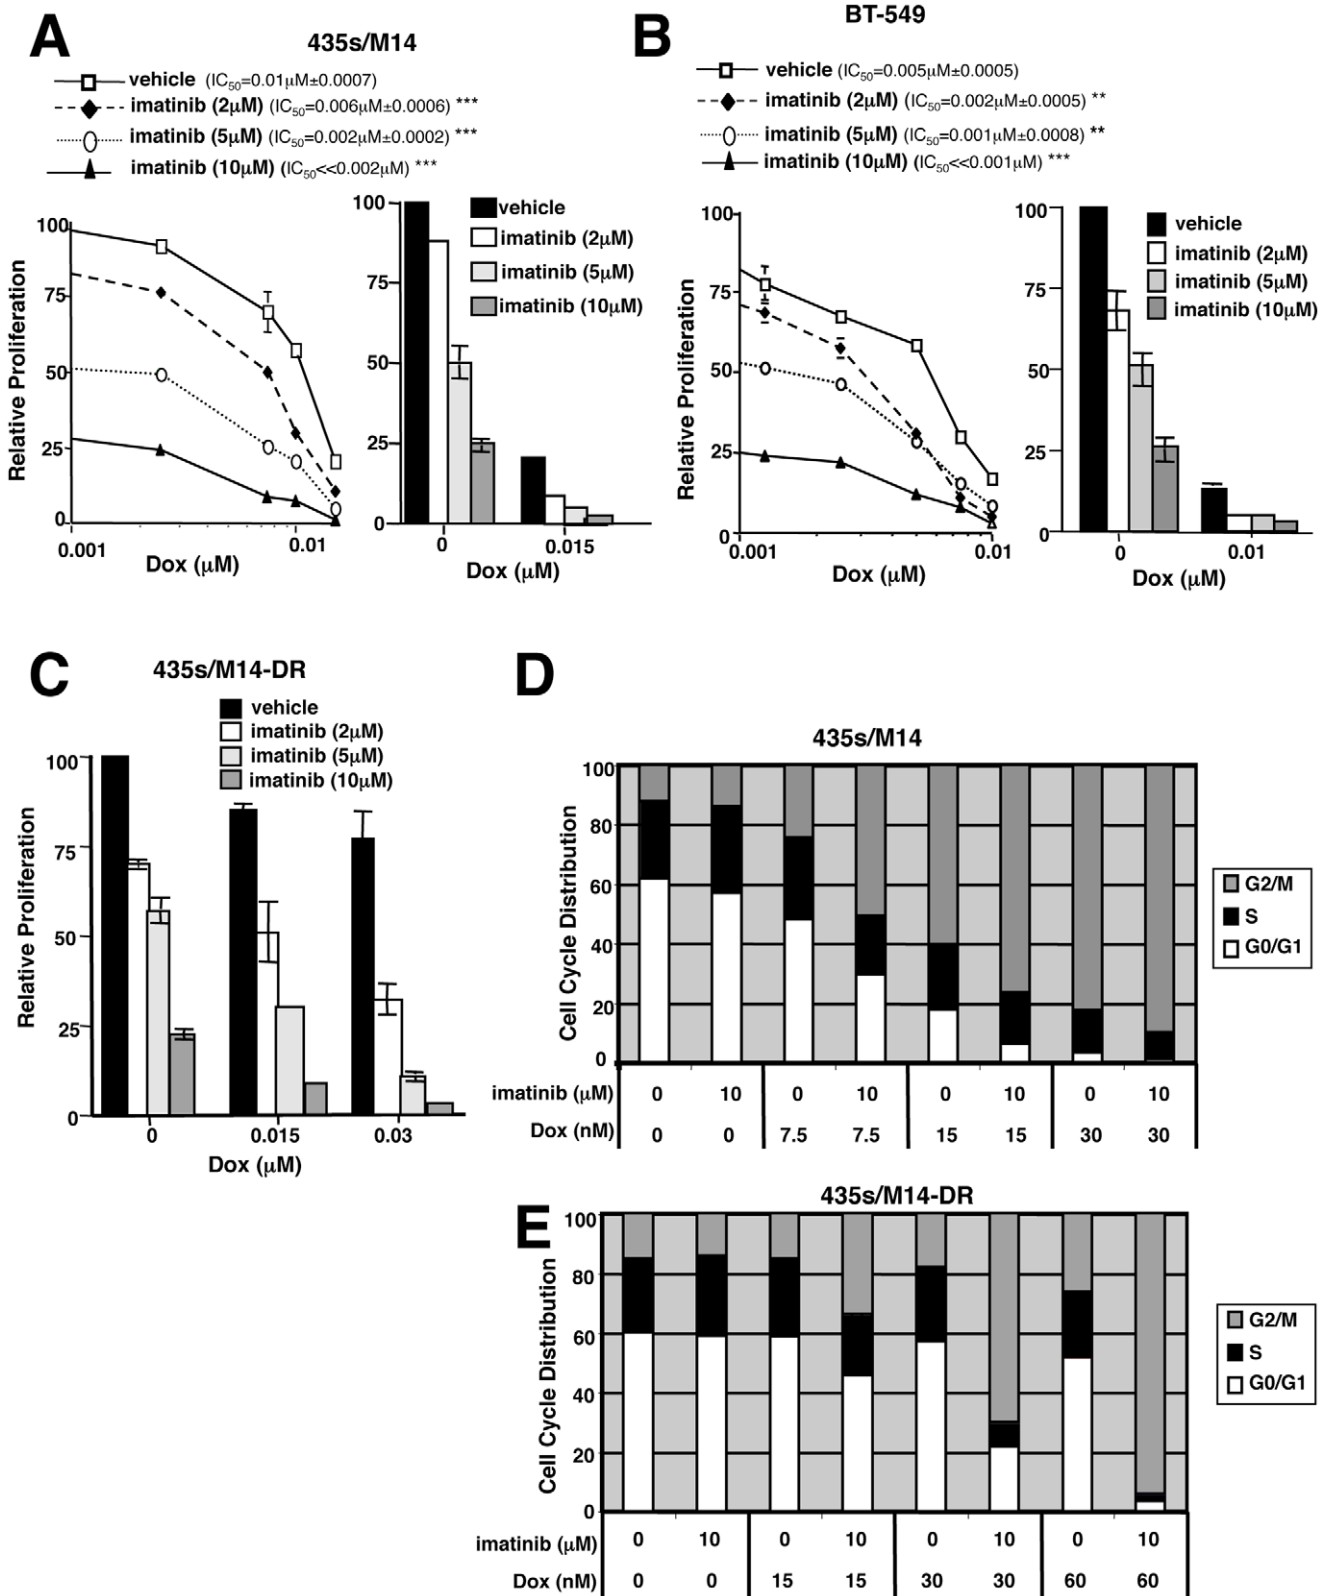 A
435s/M14
vehicle (IC50=0.01µM±0.0007)
imatinib (2µM) (IC50=0.006µM±0.0006) ***
imatinib (5µM) (IC50=0.002µM±0.0002) ***
imatinib (10µM) (IC50<<0.002µM) ***
Relative Proliferation
100
75
50
25
0
0.001
0.01
Dox (µM)
100
75
50
25
0
vehicle
imatinib (2µM)
imatinib (5µM)
imatinib (10µM)
0
0.015
Dox (µM)
B
BT-549
vehicle (IC50=0.005µM±0.0005)
imatinib (2µM) (IC50=0.002µM±0.0005) **
imatinib (5µM) (IC50=0.001µM±0.0008) **
imatinib (10µM) (IC50<<0.001µM) ***
Relative Proliferation
100
75
50
25
0
0.001
0.01
Dox (µM)
100
75
50
25
0
vehicle
imatinib (2µM)
imatinib (5µM)
imatinib (10µM)
0
0.01
Dox (µM)
C
435s/M14-DR
vehicle
imatinib (2µM)
imatinib (5µM)
imatinib (10µM)
Relative Proliferation
100
75
50
25
0
0
0.015
0.03
Dox (µM)
D
435s/M14
Cell Cycle Distribution
100
80
60
40
20
0
G2/M
S
G0/G1
imatinib (µM) 0 10 0 10 0 10 0 10
Dox (nM) 0 0 7.5 7.5 15 15 30 30
E
435s/M14-DR
Cell Cycle Distribution
100
80
60
40
20
0
G2/M
S
G0/G1
imatinib (µM) 0 10 0 10 0 10 0 10
Dox (nM) 0 0 15 15 30 30 60 60